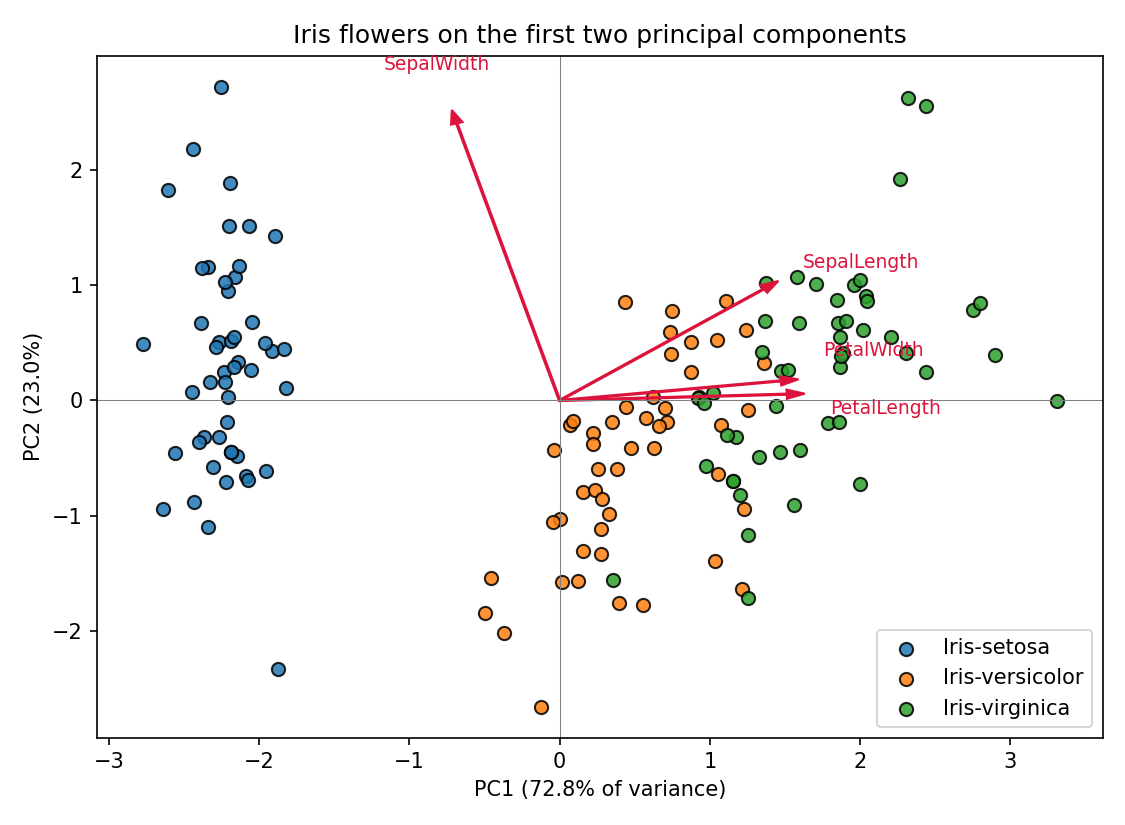 Iris flowers on the first two principal components
SepalWidth
SepalLength
PetalWidth
PetalLength
PC2 (23.0%)
2
1
0
−1
−2
−3
−2
−1
0
1
2
3
PC1 (72.8% of variance)
Iris-setosa
Iris-versicolor
Iris-virginica